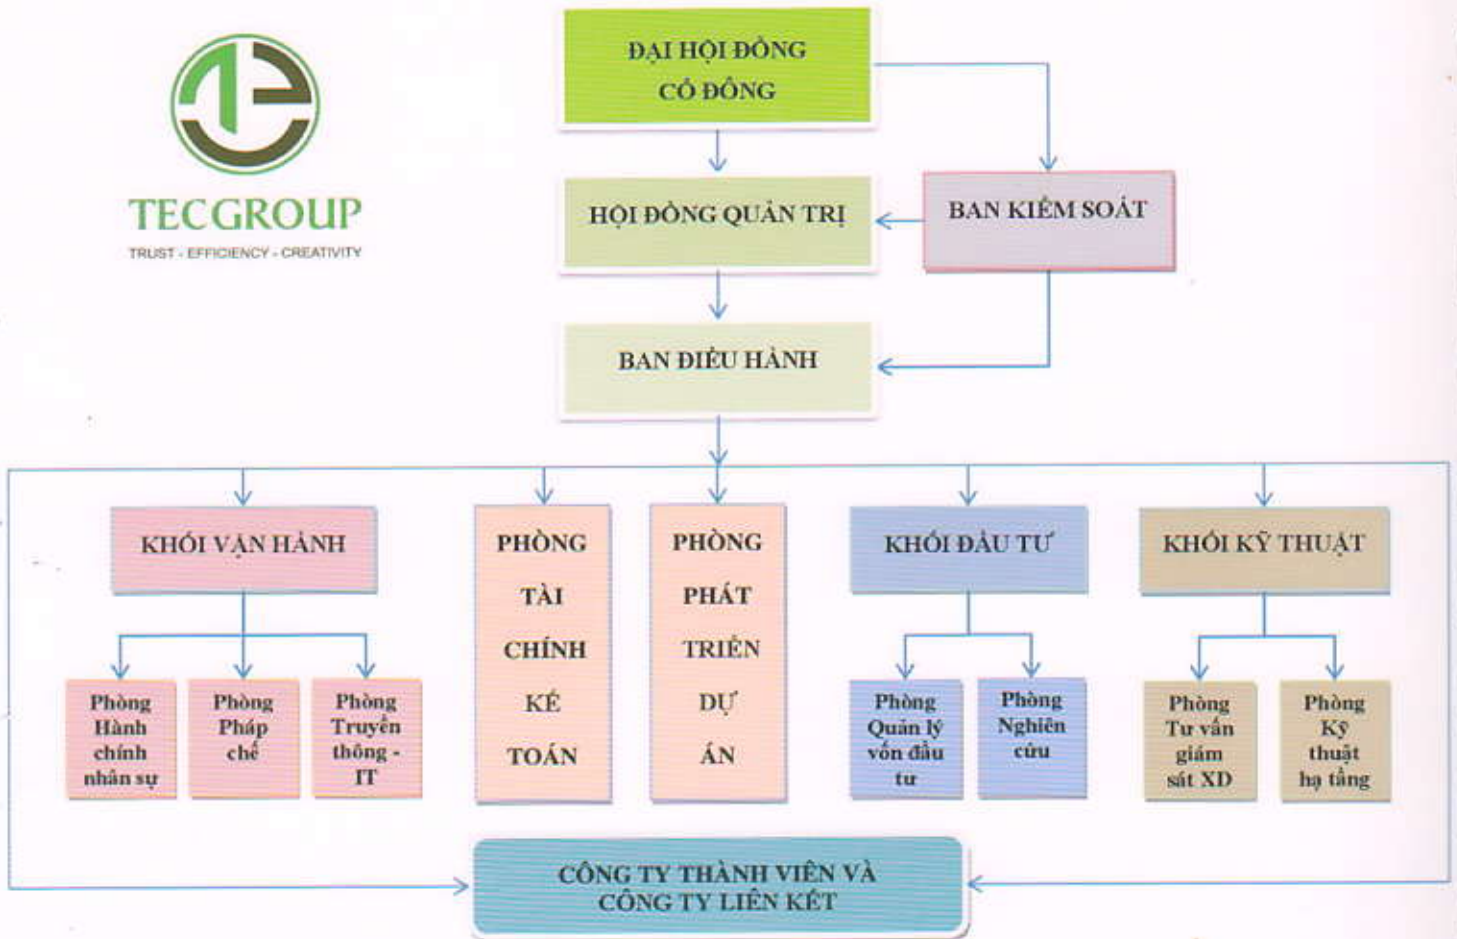 ĐẠI HỘI ĐỒNG
CỔ ĐÔNG
TECGROUP
TRUST - EFFICIENCY - CREATIVITY
HỘI ĐỒNG QUẢN TRỊ
BAN KIỂM SOÁT
BAN ĐIỀU HÀNH
KHỐI VẬN HÀNH
Phòng
Hành
chính
nhân sự
Phòng
Pháp
chế
Phòng
Truyền
thông -
IT
PHÒNG
TÀI
CHÍNH
KẾ
TOÁN
PHÒNG
PHÁT
TRIỂN
DỰ
ÁN
KHỐI ĐẦU TƯ
Phòng
Quản lý
vốn đầu
tư
Phòng
Nghiên
cứu
KHỐI KỸ THUẬT
Phòng
Tư vấn
giám
sát XD
Phòng
Kỹ
thuật
hạ tầng
CÔNG TY THÀNH VIÊN VÀ
CÔNG TY LIÊN KẾT